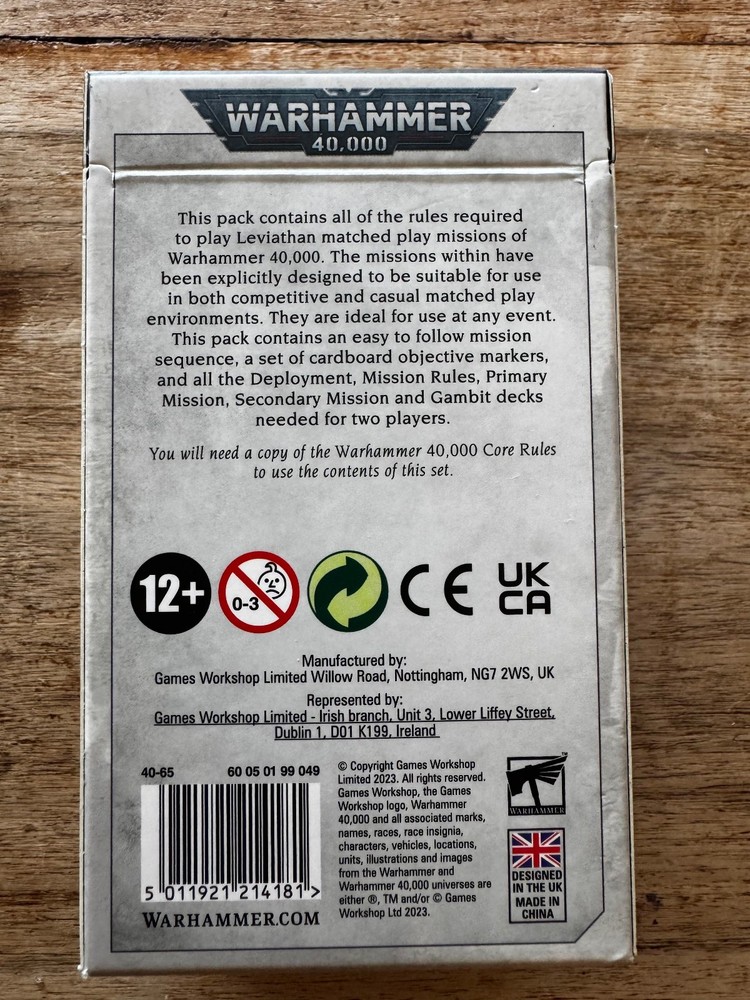 WARHAMMER
40,000
This pack contains all of the rules required
to play Leviathan matched play missions of
Warhammer 40,000. The missions within have
been explicitly designed to be suitable for use
in both competitive and casual matched play
environments. They are ideal for use at any event.
This pack contains an easy to follow mission
sequence, a set of cardboard objective markers,
and all the Deployment, Mission Rules, Primary
Mission, Secondary Mission and Gambit decks
needed for two players.
You will need a copy of the Warhammer 40,000 Core Rules
to use the contents of this set.
12+
0-3
CE
UK
CA
Manufactured by:
Games Workshop Limited Willow Road, Nottingham, NG7 2WS, UK
Represented by:
Games Workshop Limited - Irish branch, Unit 3, Lower Liffey Street,
Dublin 1, D01 K199, Ireland
40-65 60 05 01 99 049
5 011921 214181 >
WARHAMMER.COM
© Copyright Games Workshop
Limited 2023. All rights reserved.
Games Workshop, the Games
Workshop logo, Warhammer
40,000 and all associated marks,
names, races, race insignia,
characters, vehicles, locations,
units, illustrations and images
from the Warhammer and
Warhammer 40,000 universes are
either ®, TM and/or © Games
Workshop Ltd 2023.
TM
WARHAMMER
DESIGNED
IN THE UK
MADE IN
CHINA